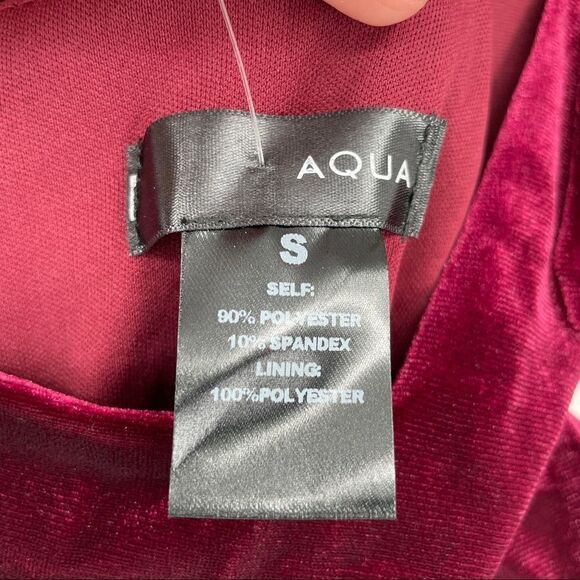 AQUA
S
SELF:
90% POLYESTER
10% SPANDEX
LINING:
100%POLYESTER